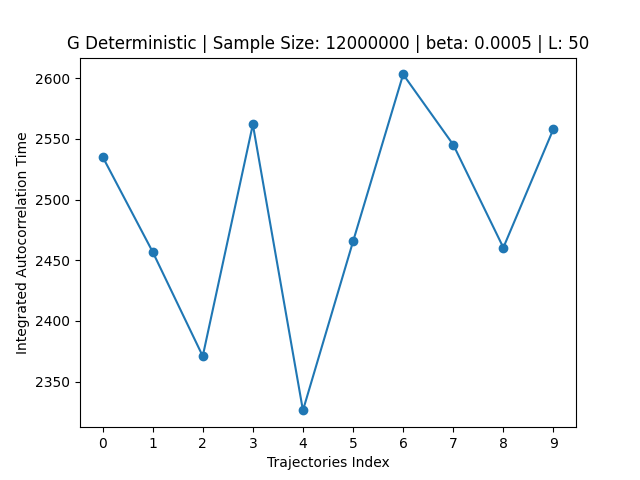 G Deterministic | Sample Size: 12000000 | beta: 0.0005 | L: 50
Integrated Autocorrelation Time
2600
2550
2500
2450
2400
2350
0 1 2 3 4 5 6 7 8 9
Trajectories Index